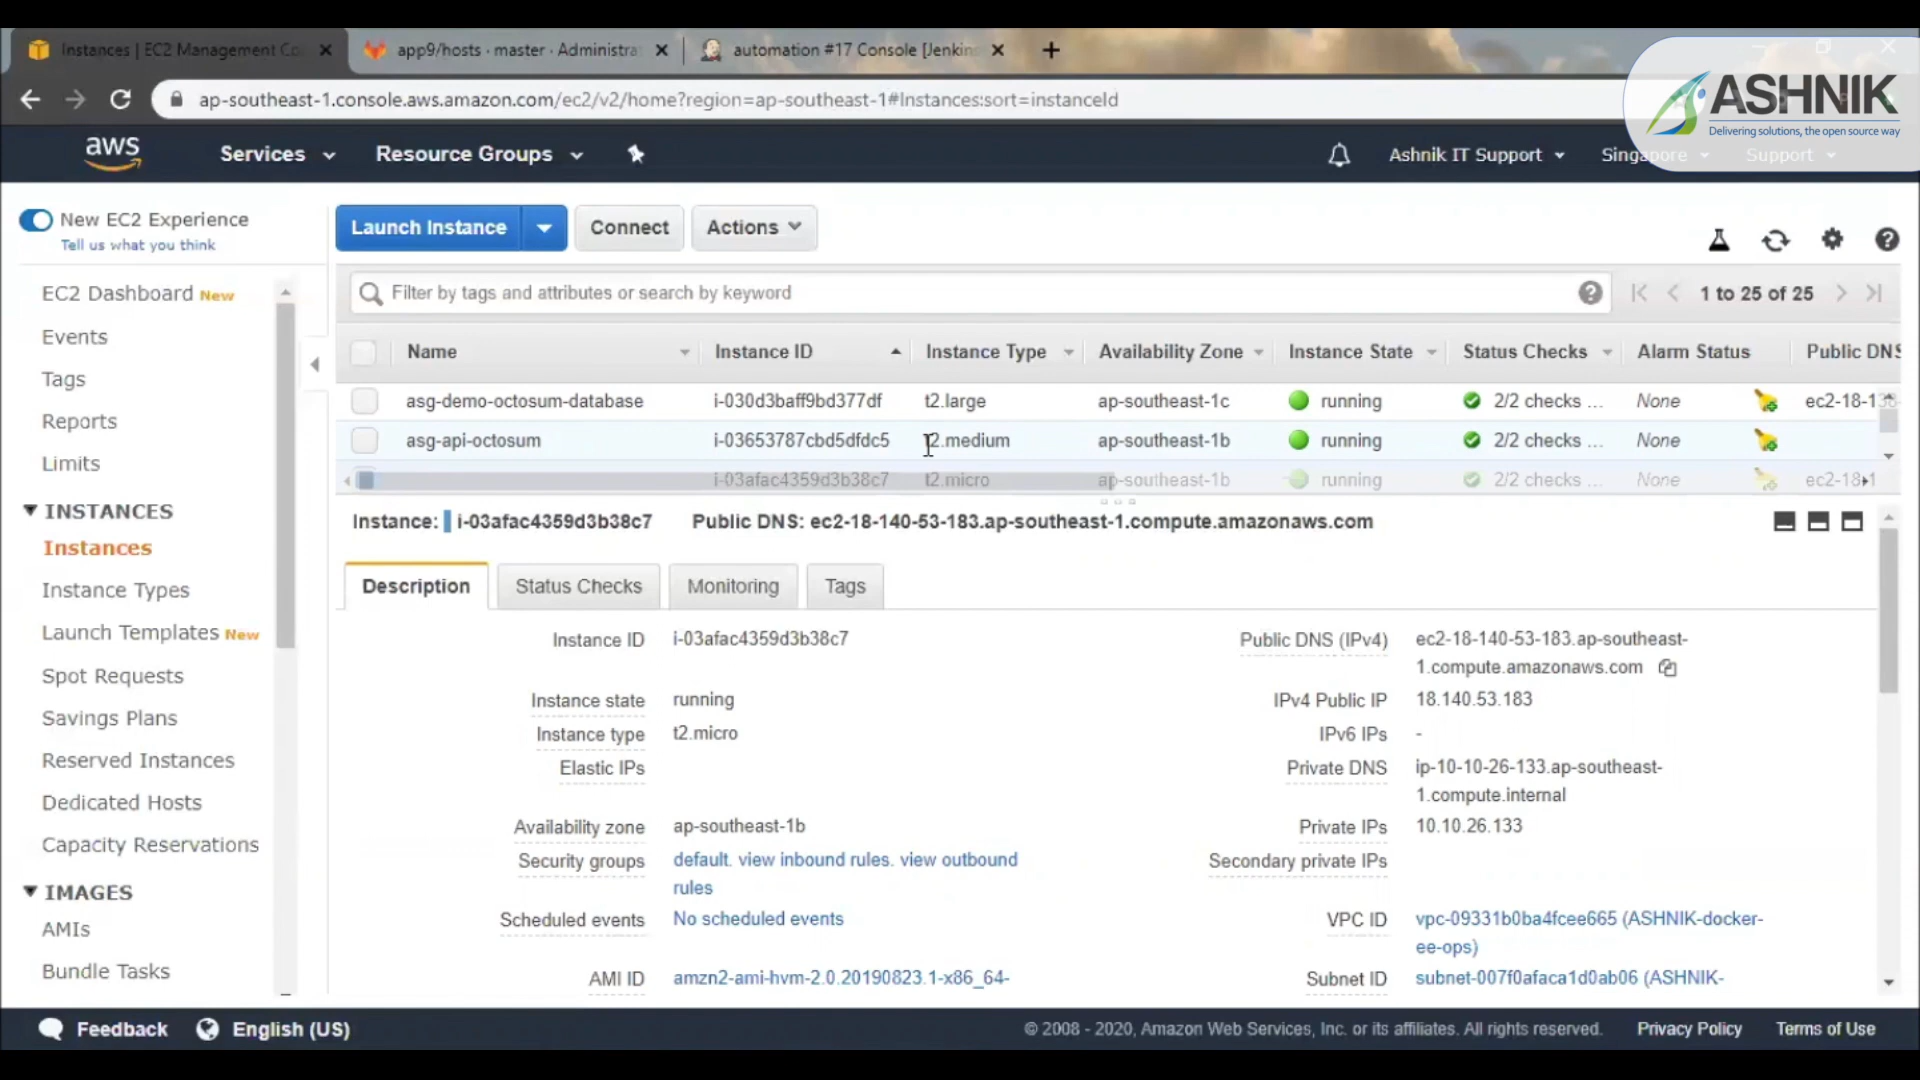 Instances | EC2 Management Co
app9/hosts · master · Administra
automation #17 Console [Jenkin
ap-southeast-1.console.aws.amazon.com/ec2/v2/home?region=ap-southeast-1#Instances:sort=instanceId
ASHNIK
Delivering solutions, the open source way
aws
Services
Resource Groups
Ashnik IT Support
Singapore
Support
New EC2 Experience
Tell us what you think
Launch Instance
Connect
Actions
EC2 Dashboard New
Events
Tags
Reports
Limits
INSTANCES
Instances
Instance Types
Launch Templates New
Spot Requests
Savings Plans
Reserved Instances
Dedicated Hosts
Capacity Reservations
IMAGES
AMIs
Bundle Tasks
Filter by tags and attributes or search by keyword
1 to 25 of 25
Name Instance ID Instance Type Availability Zone Instance State Status Checks Alarm Status Public DNS
asg-demo-octosum-database i-030d3baff9bd377df t2.large ap-southeast-1c running 2/2 checks ... None ec2-18-138
asg-api-octosum i-03653787cbd5dfdc5 t2.medium ap-southeast-1b running 2/2 checks ... None
i-03afac4359d3b38c7 t2.micro ap-southeast-1b running 2/2 checks ... None ec2-18-1
Instance: i-03afac4359d3b38c7 Public DNS: ec2-18-140-53-183.ap-southeast-1.compute.amazonaws.com
Description
Status Checks
Monitoring
Tags
Instance ID i-03afac4359d3b38c7
Instance state running
Instance type t2.micro
Elastic IPs
Availability zone ap-southeast-1b
Security groups default. view inbound rules. view outbound
rules
Scheduled events No scheduled events
AMI ID amzn2-ami-hvm-2.0.20190823.1-x86_64-
Public DNS (IPv4) ec2-18-140-53-183.ap-southeast-
1.compute.amazonaws.com
IPv4 Public IP 18.140.53.183
IPv6 IPs -
Private DNS ip-10-10-26-133.ap-southeast-
1.compute.internal
Private IPs 10.10.26.133
Secondary private IPs
VPC ID vpc-09331b0ba4fcee665 (ASHNIK-docker-
ee-ops)
Subnet ID subnet-007f0afaca1d0ab06 (ASHNIK-
Feedback
English (US)
© 2008 - 2020, Amazon Web Services, Inc. or its affiliates. All rights reserved.
Privacy Policy
Terms of Use